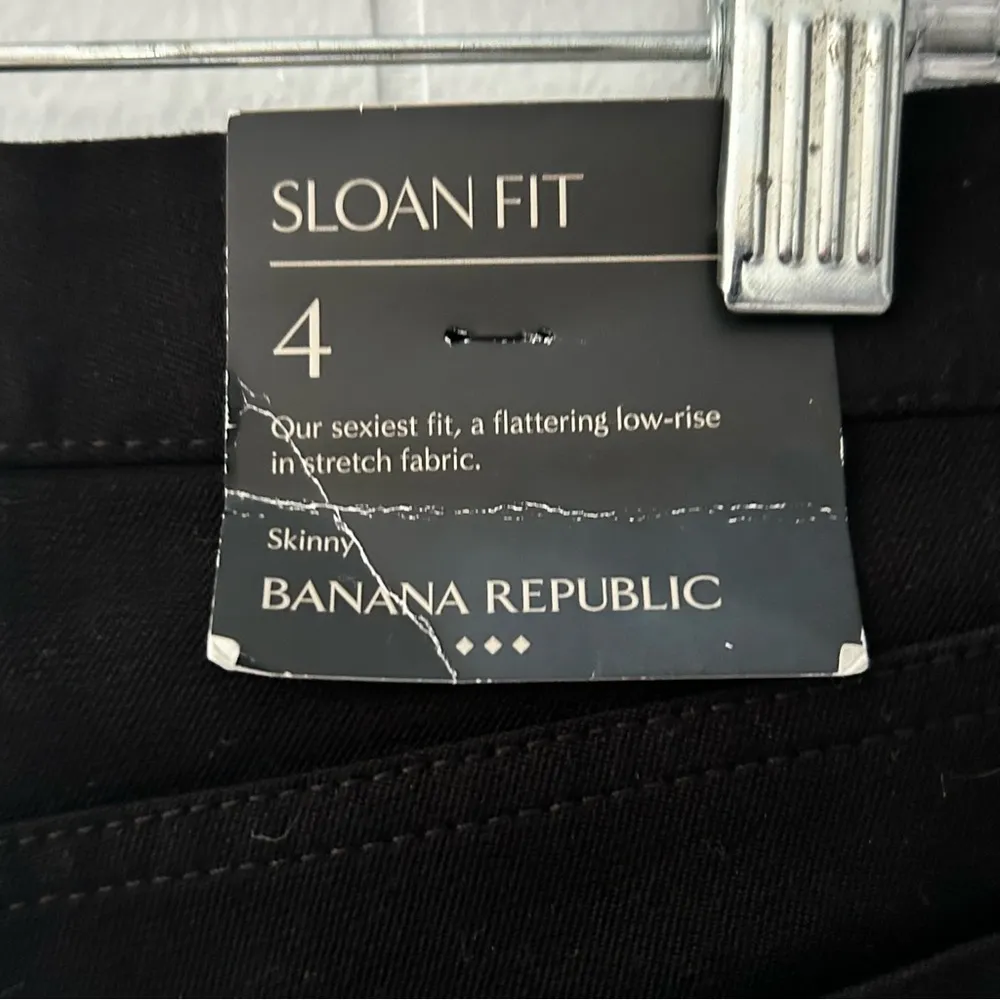 SLOAN FIT
4
Our sexiest fit, a flattering low-rise
in stretch fabric.
Skinny
BANANA REPUBLIC